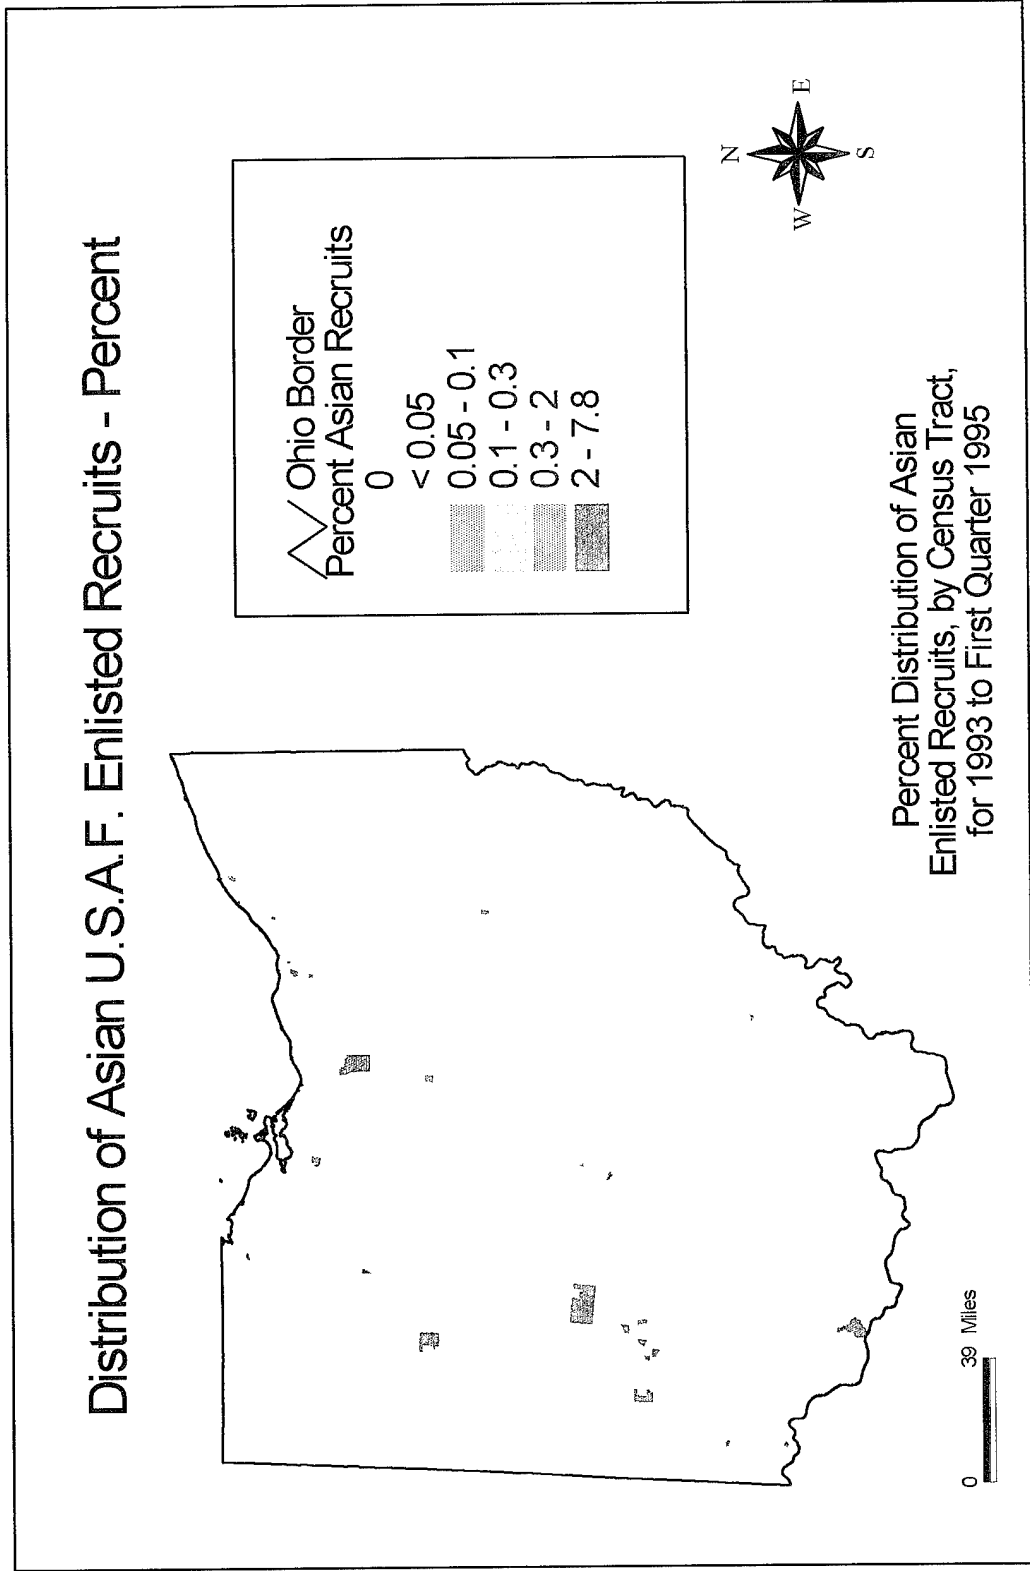 Distribution of Asian U.S.A.F. Enlisted Recruits - Percent
Ohio Border
Percent Asian Recruits
0
< 0.05
0.05 - 0.1
0.1 - 0.3
0.3 - 2
2 - 7.8
N
W
E
S
0
39 Miles
Percent Distribution of Asian
Enlisted Recruits, by Census Tract,
for 1993 to First Quarter 1995